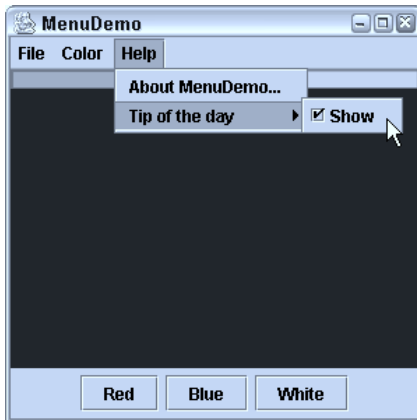 MenuDemo
File Color Help
About MenuDemo...
Tip of the day Show
Red Blue White